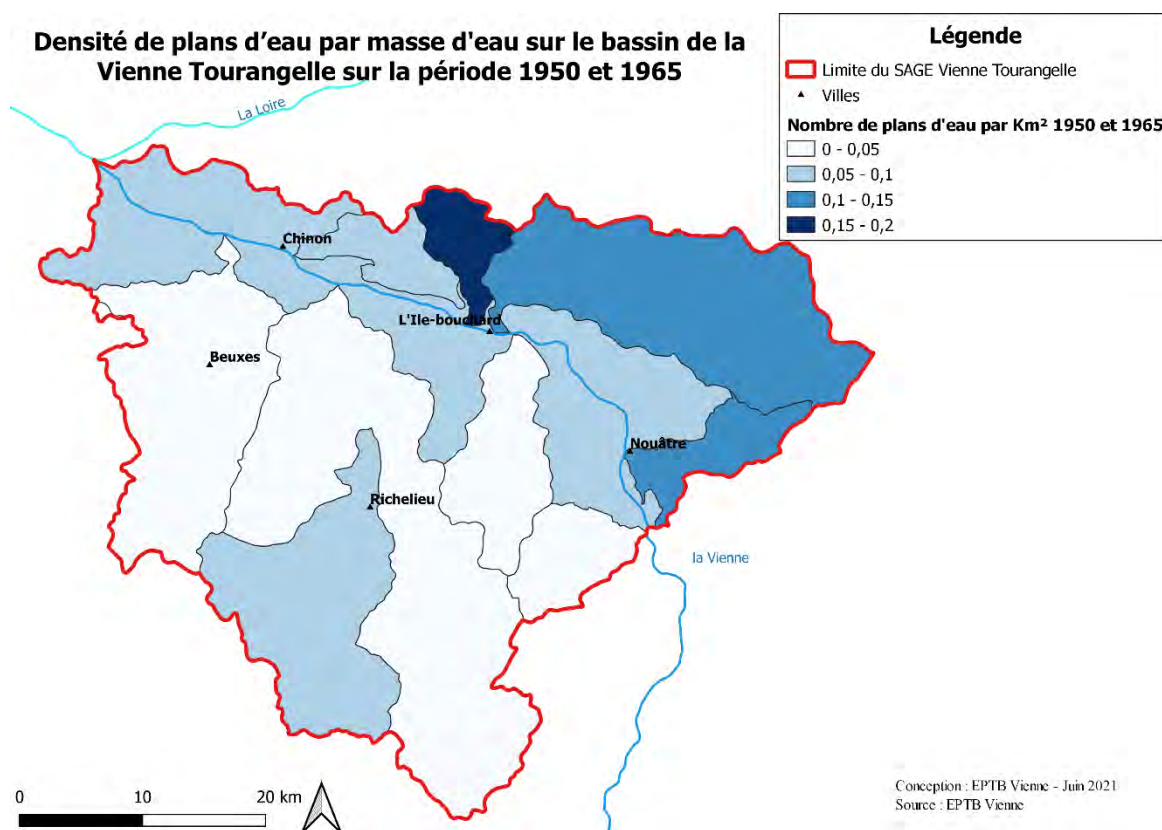 Densité de plans d'eau par masse d'eau sur le bassin de la
Vienne Tourangelle sur la période 1950 et 1965
Légende
Limite du SAGE Vienne Tourangelle
Villes
Nombre de plans d'eau par Km² 1950 et 1965
0 - 0,05
0,05 - 0,1
0,1 - 0,15
0,15 - 0,2
La Loire
Chinon
L'Ile-bouchard
Beuxes
Nouâtre
Richelieu
la Vienne
0 10 20 km
Conception : EPTB Vienne - Juin 2021
Source : EPTB Vienne